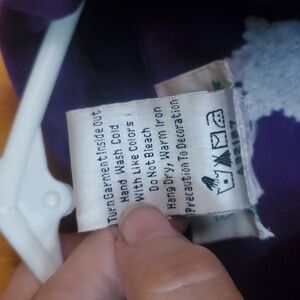 Turn Garment Inside out.
Hand Wash Cold
With Like Colors
Do Not Bleach
Hang Dry, Warm Iron
Precaution To Decoration